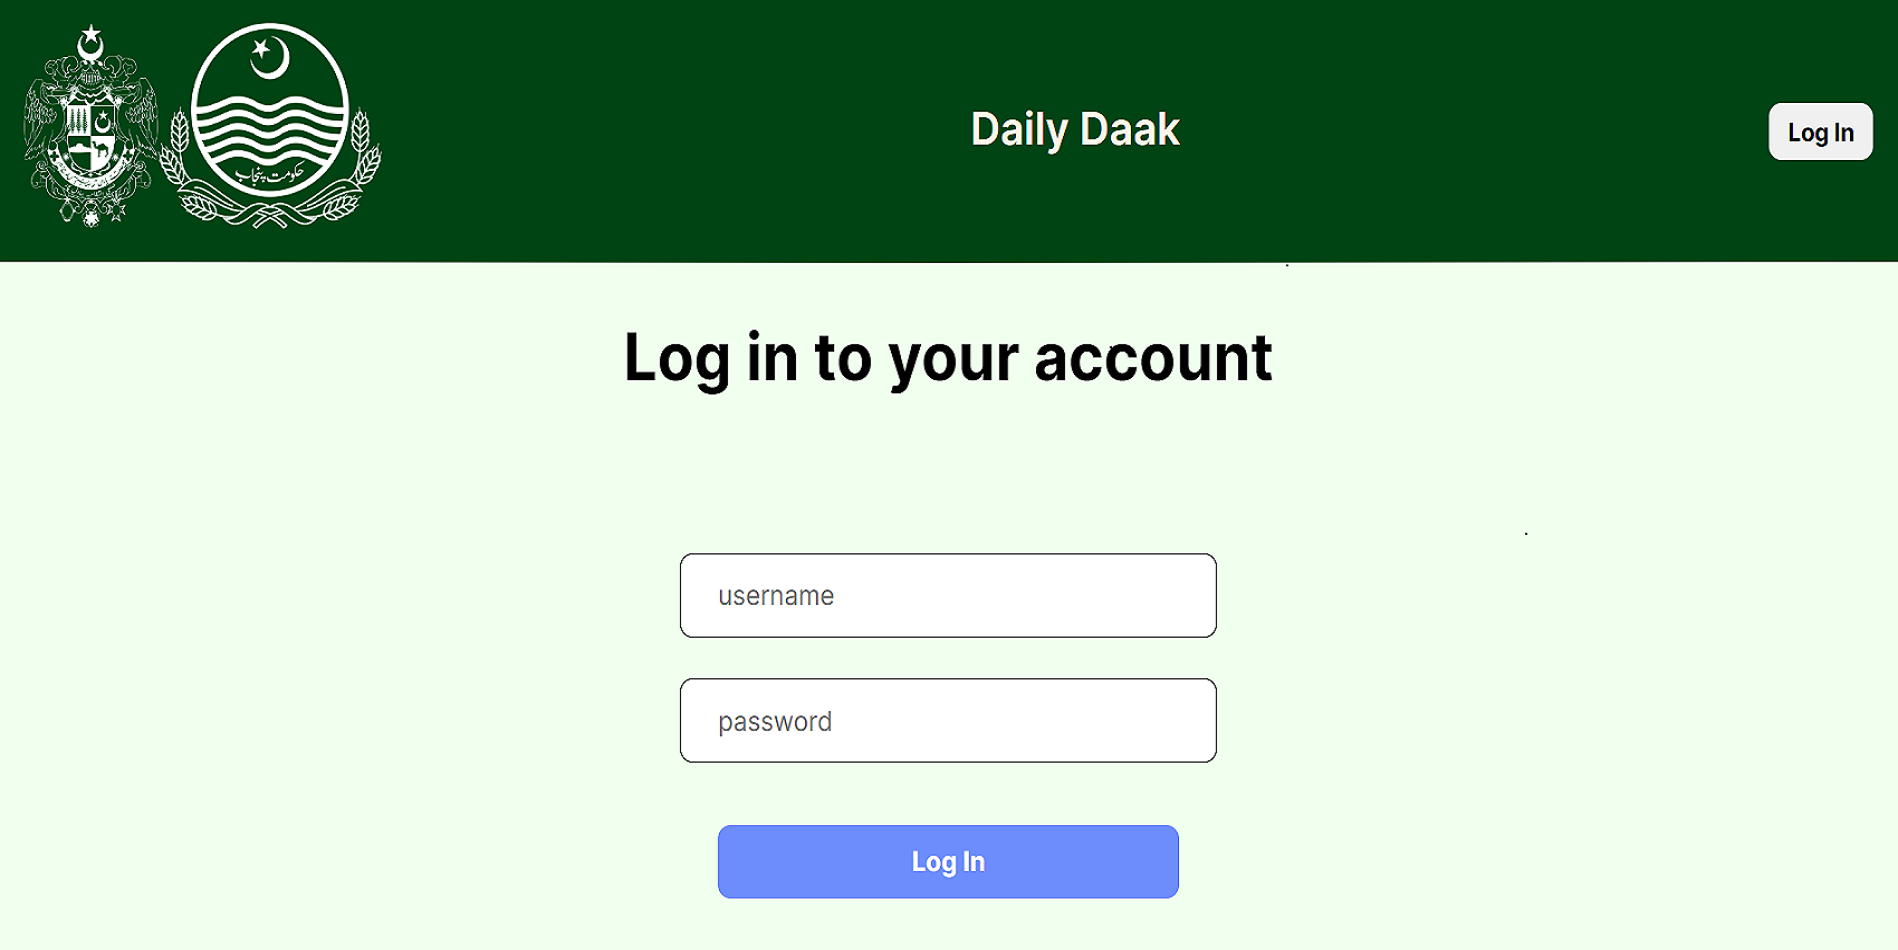 حکومت پنجاب
Daily Daak
Log In
Log in to your account
username
password
Log In